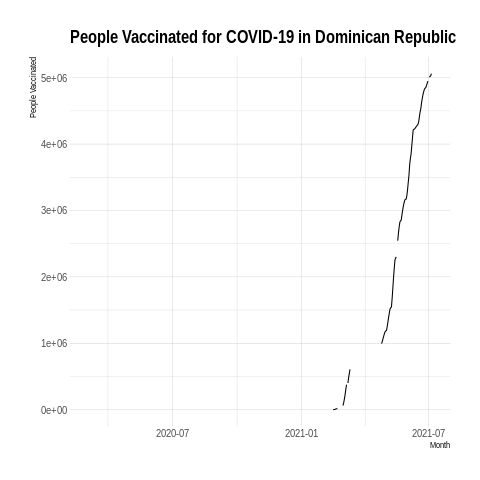 People Vaccinated for COVID-19 in Dominican Republic
People Vaccinated
5e+06
4e+06
3e+06
2e+06
1e+06
0e+00
2020-07
2021-01
2021-07
Month